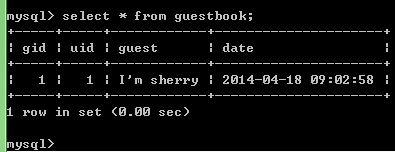 mysql> select * from guestbook;
+-----+-----+------------+---------------------+
| gid | uid | guest      | date                |
+-----+-----+------------+---------------------+
|   1 |   1 | I'm sherry | 2014-04-18 09:02:58 |
+-----+-----+------------+---------------------+
1 row in set (0.00 sec)
mysql>